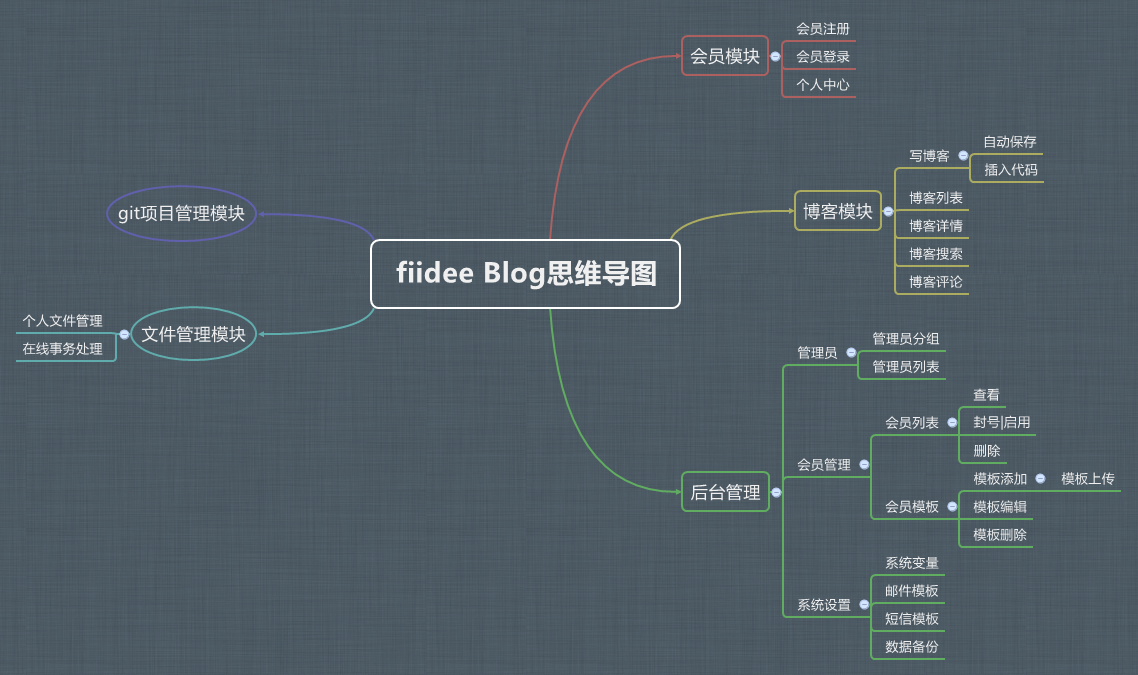 fiidee Blog思维导图
会员模块
会员注册
会员登录
个人中心
博客模块
写博客
自动保存
插入代码
博客列表
博客详情
博客搜索
博客评论
后台管理
管理员
管理员分组
管理员列表
会员管理
会员列表
查看
封号|启用
删除
会员模板
模板添加
模板上传
模板编辑
模板删除
系统设置
系统变量
邮件模板
短信模板
数据备份
git项目管理模块
文件管理模块
个人文件管理
在线事务处理